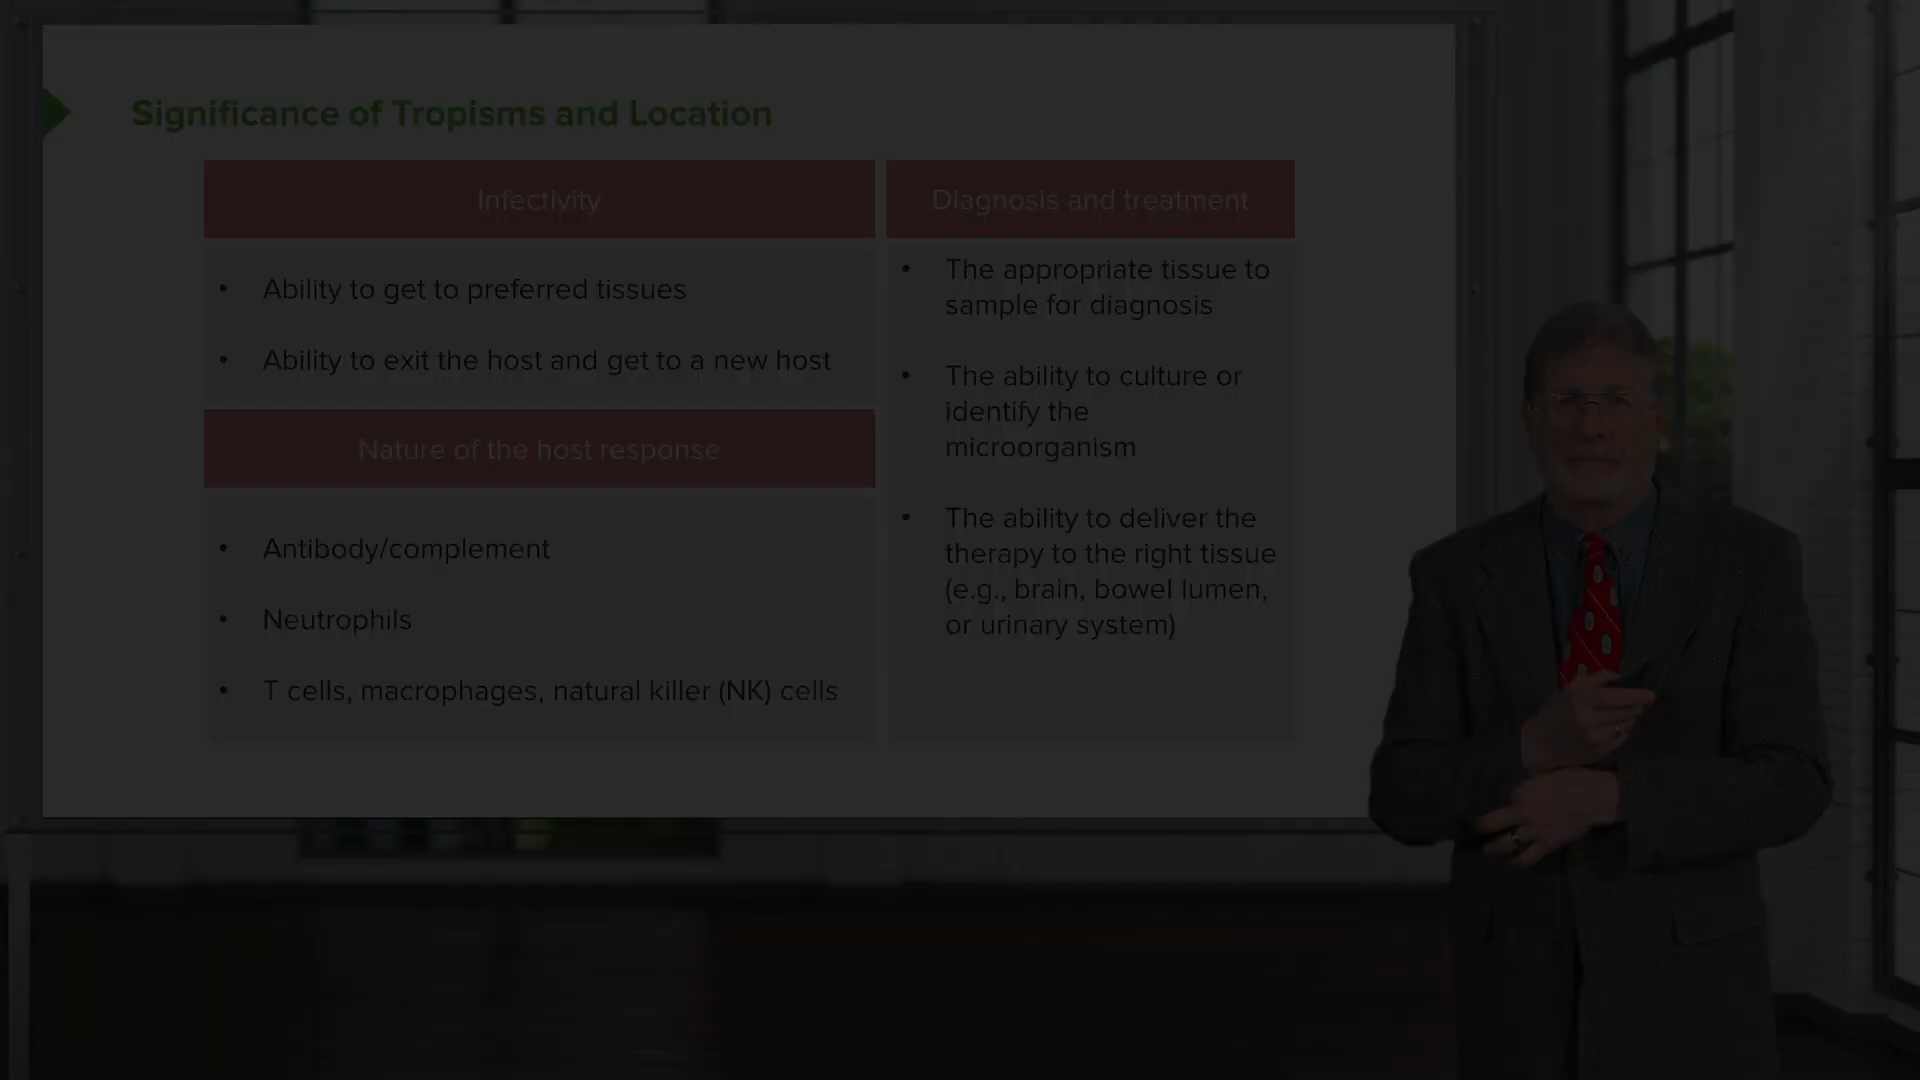 Significance of Tropisms and Location
Infectivity
• Ability to get to preferred tissues
• Ability to exit the host and get to a new host
Nature of the host response
• Antibody/complement
• Neutrophils
• T cells, macrophages, natural killer (NK) cells
Diagnosis and treatment
• The appropriate tissue to
sample for diagnosis
• The ability to culture or
identify the
microorganism
• The ability to deliver the
therapy to the right tissue
(e.g., brain, bowel lumen,
or urinary system)